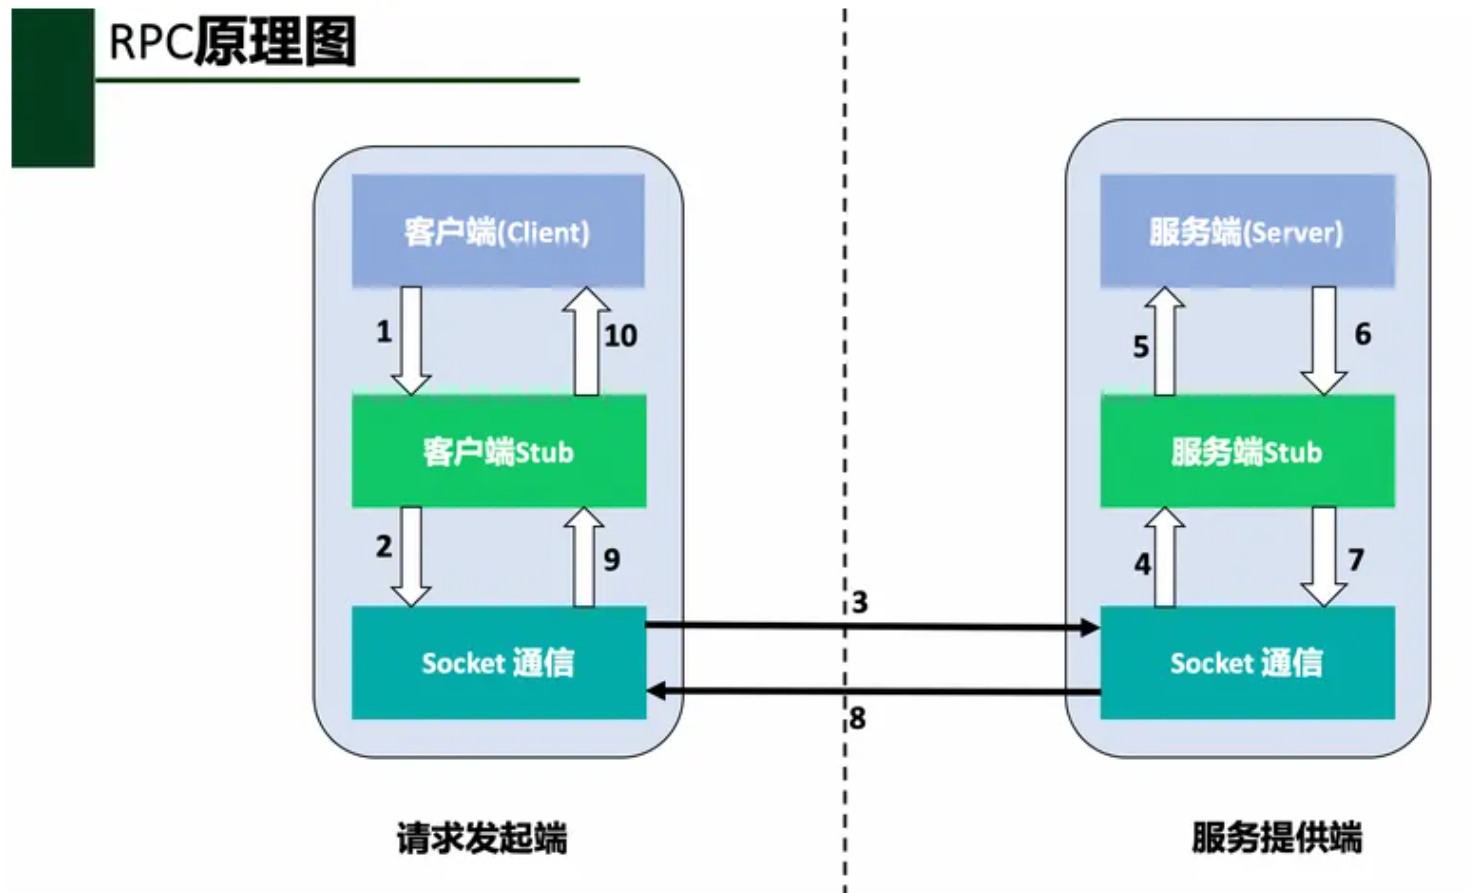 RPC原理图
客户端(Client)
1
10
客户端Stub
2
9
Socket 通信
请求发起端
3
8
服务端(Server)
5
6
服务端Stub
4
7
Socket 通信
服务提供端